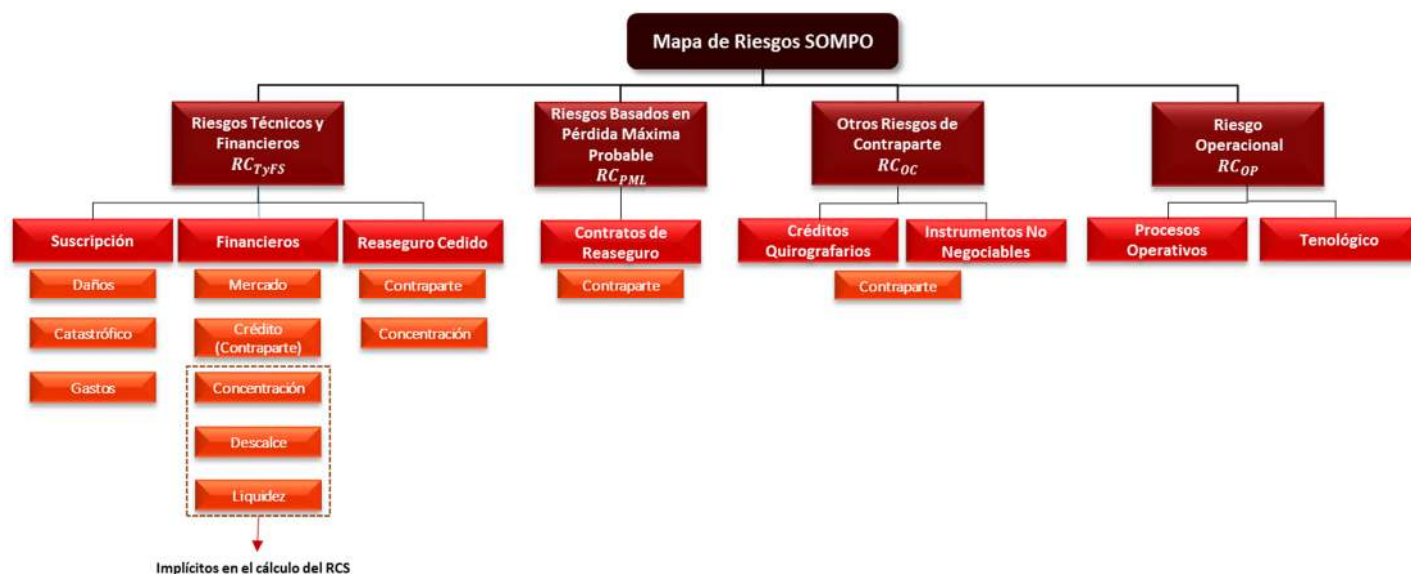 Mapa de Riesgos SOMPO
Riesgos Técnicos y
Financieros
RC_TyFS
Riesgos Basados en
Pérdida Máxima
Probable
RC_PML
Otros Riesgos de
Contraparte
RC_OC
Riesgo
Operacional
RC_OP
Suscripción
Financieros
Reaseguro Cedido
Contratos de
Reaseguro
Créditos
Quirografarios
Instrumentos No
Negociables
Procesos
Operativos
Tenológico
Daños
Mercado
Contraparte
Contraparte
Contraparte
Catastrófico
Crédito
(Contraparte)
Concentración
Gastos
Concentración
Descalce
Liquidez
Implícitos en el cálculo del RCS